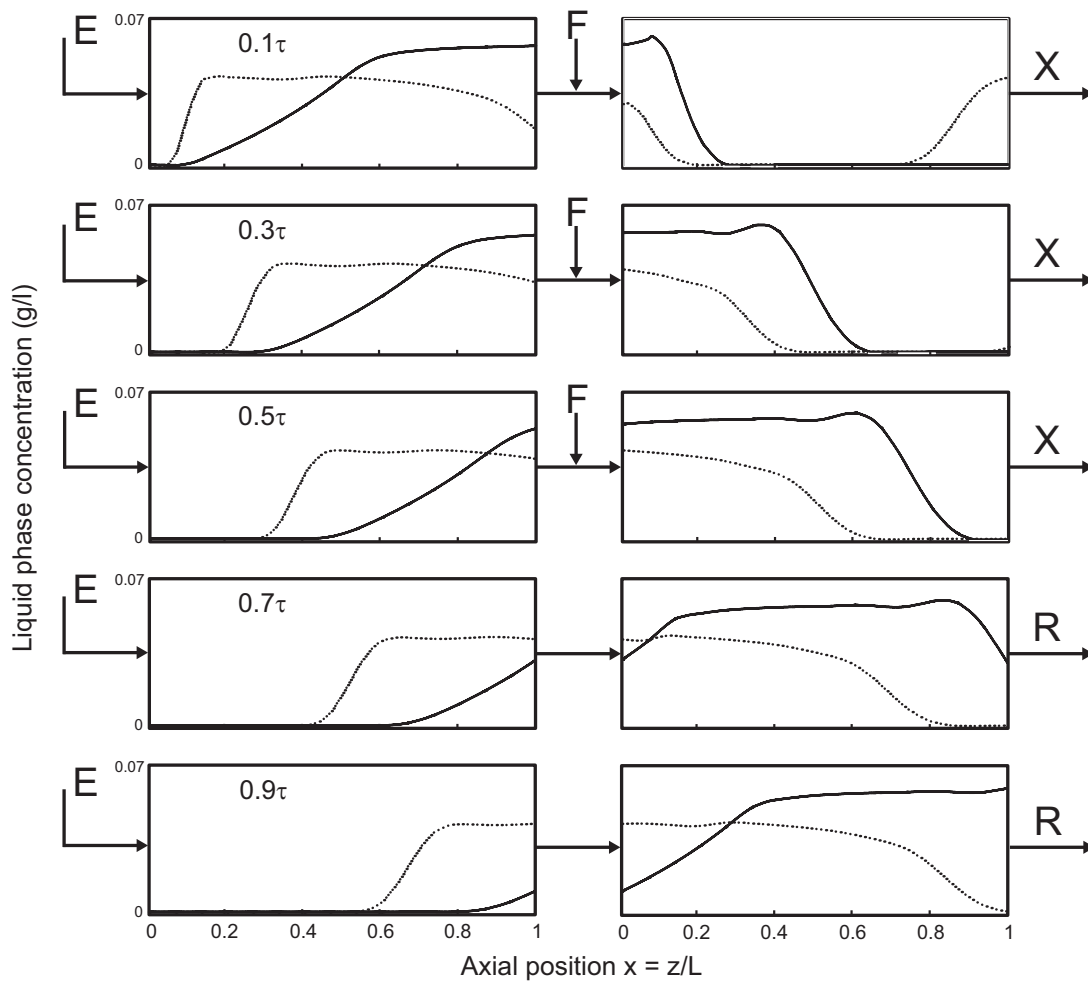 Liquid phase concentration (g/l)
E
0.07
0.1τ
0
F
X
E
0.07
0.3τ
0
F
X
E
0.07
0.5τ
0
F
X
E
0.07
0.7τ
0
R
E
0.07
0.9τ
0
R
0 0.2 0.4 0.6 0.8 1
0 0.2 0.4 0.6 0.8 1
Axial position x = z/L